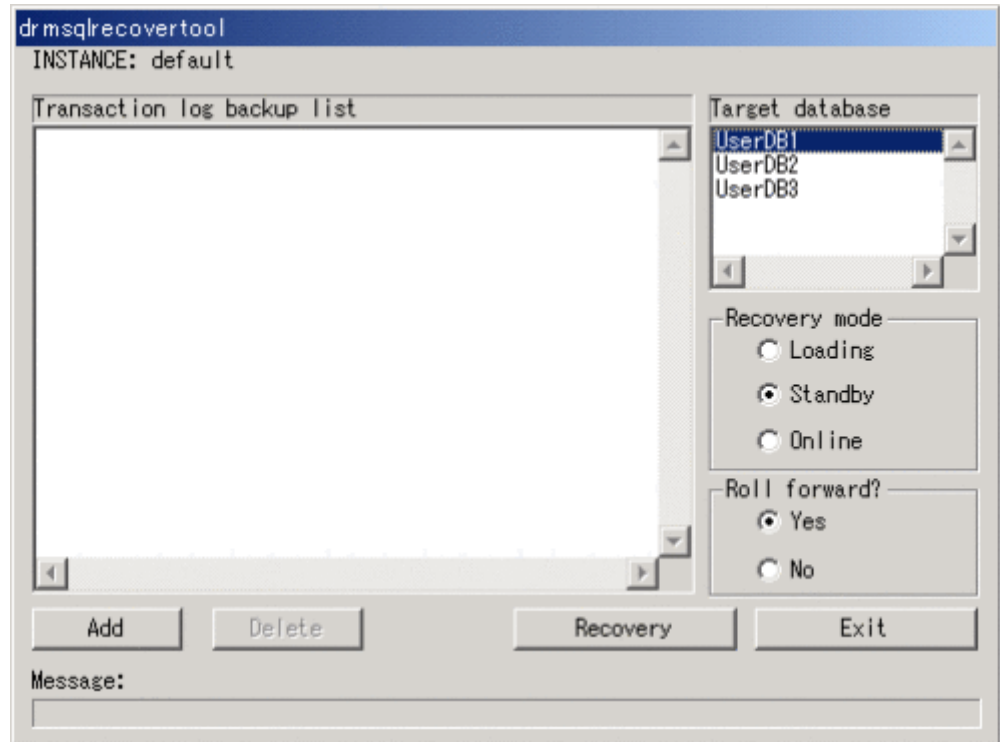 drmsqlrecovertool
INSTANCE: default
Transaction log backup list
Target database
UserDB1
UserDB2
UserDB3
Recovery mode
Loading
Standby
Online
Roll forward?
Yes
No
Add
Delete
Recovery
Exit
Message: